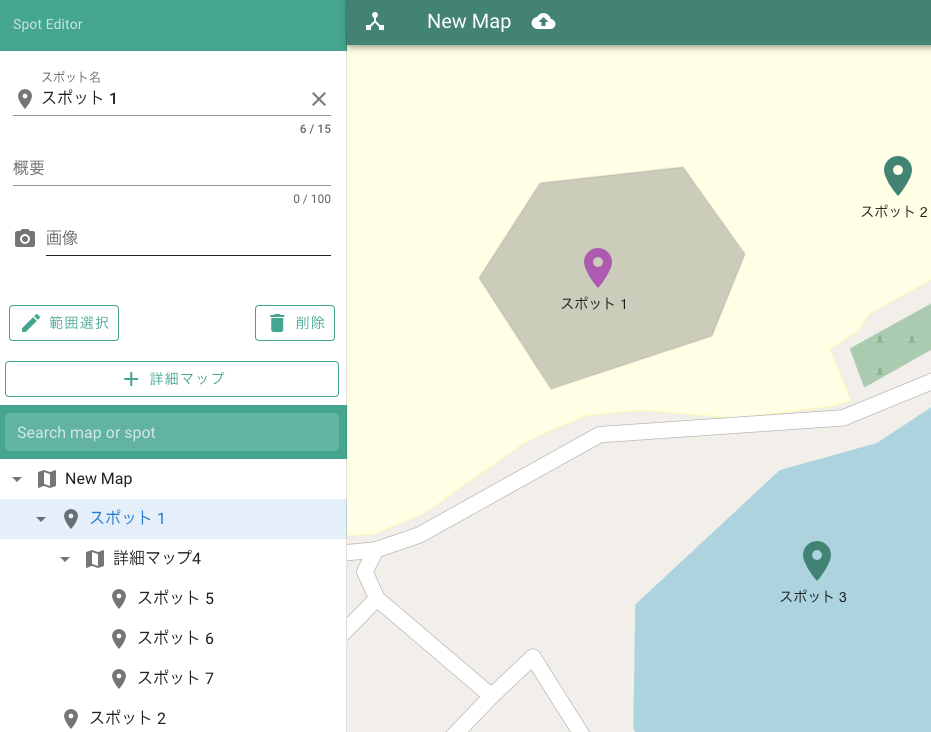 Spot Editor
New Map
スポット名
スポット 1
6 / 15
概要
0 / 100
画像
範囲選択
削除
詳細マップ
Search map or spot
New Map
スポット 1
詳細マップ4
スポット 5
スポット 6
スポット 7
スポット 2
スポット 2
スポット 1
スポット 3